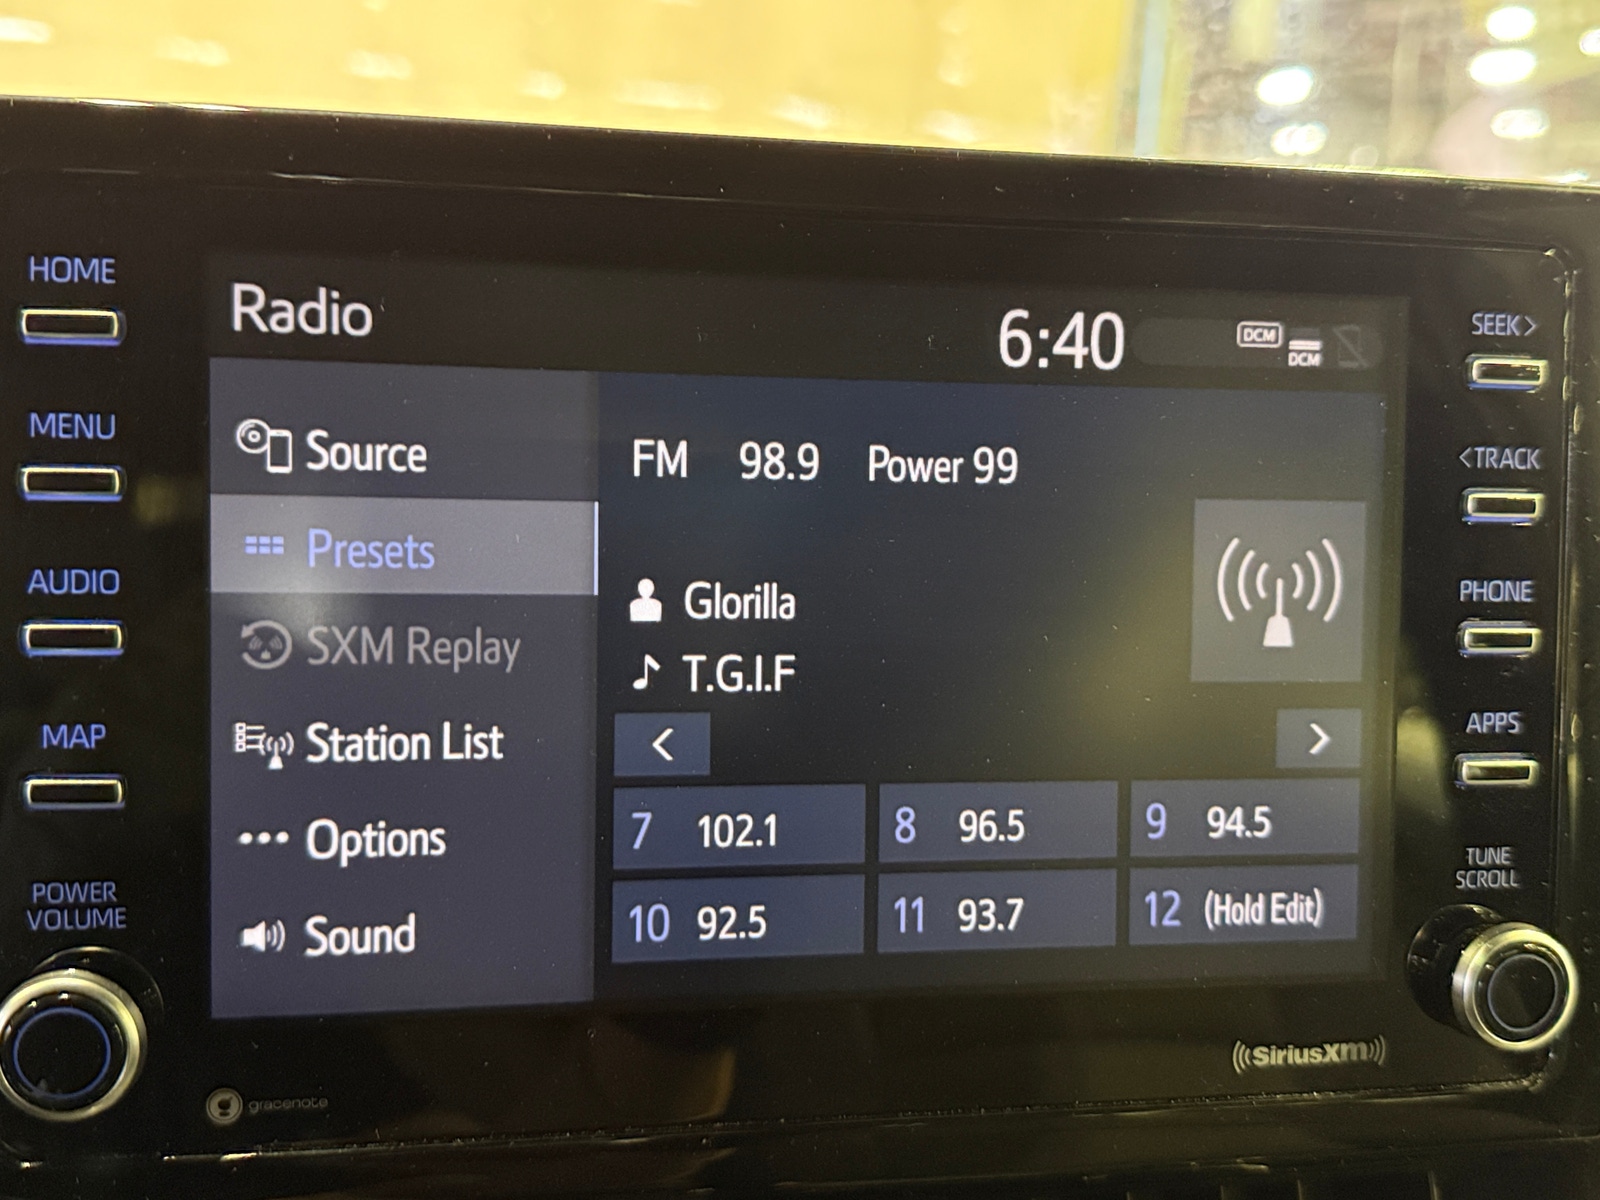 HOME
MENU
AUDIO
MAP
POWER
VOLUME
Radio
6:40
DCM
DCM
Source
Presets
SXM Replay
Station List
Options
Sound
FM 98.9 Power 99
Glorilla
T.G.I.F
<
>
7 102.1
8 96.5
9 94.5
10 92.5
11 93.7
12 (Hold Edit)
SEEK>
<TRACK
PHONE
APPS
TUNE
SCROLL
gracenote
SiriusXm